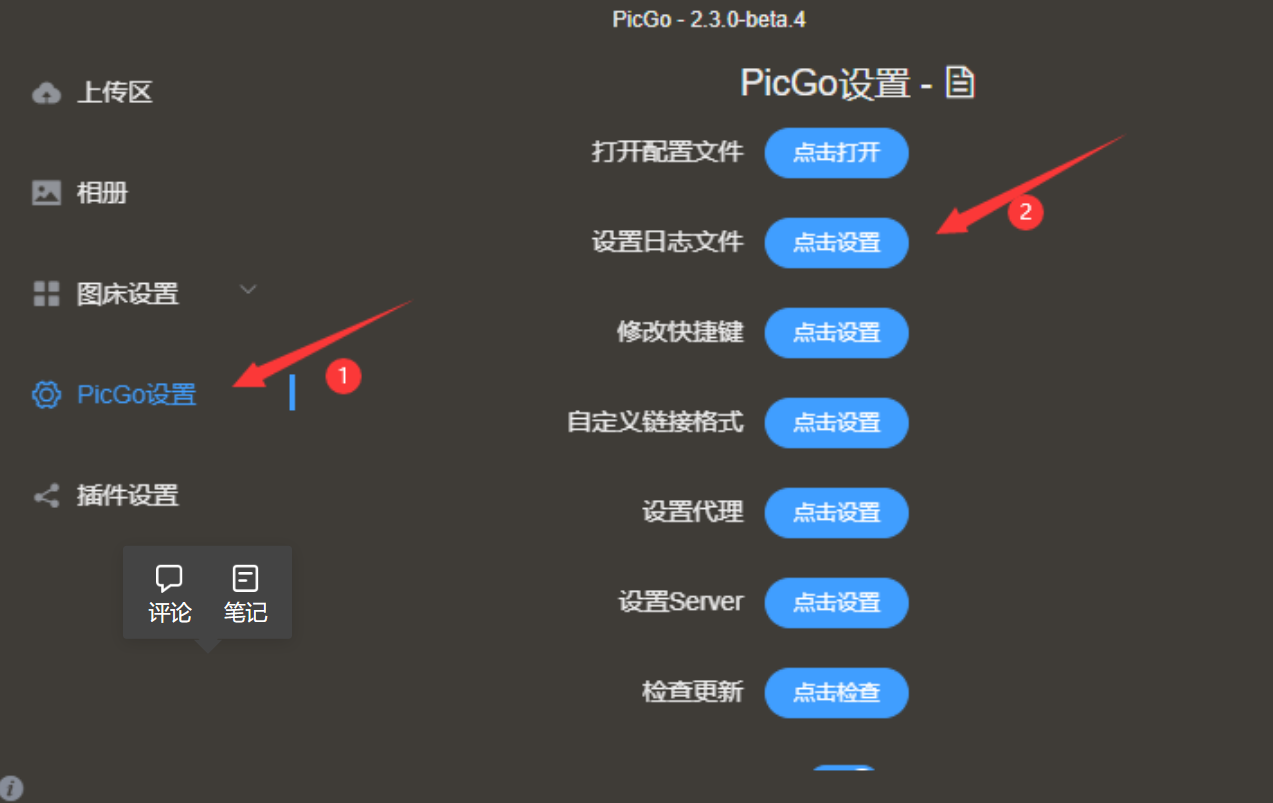 PicGo - 2.3.0-beta.4
上传区
相册
图床设置
PicGo设置
插件设置
评论 笔记
PicGo设置 -
打开配置文件 点击打开
设置日志文件 点击设置
修改快捷键 点击设置
自定义链接格式 点击设置
设置代理 点击设置
设置Server 点击设置
检查更新 点击检查
1
2